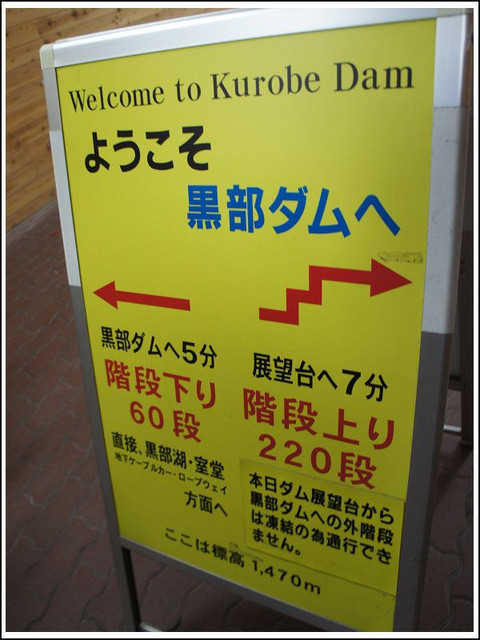 Welcome to Kurobe Dam
ようこそ
黒部ダムへ
黒部ダムへ5分
階段下り
60段
直接、黒部湖・室堂
地下ケーブルカー・ロープウェイ
方面へ
展望台へ7分
階段上り
220段
本日ダム展望台から
黒部ダムへの外階段
は凍結の為通行でき
ません。
ここは標高1,470m